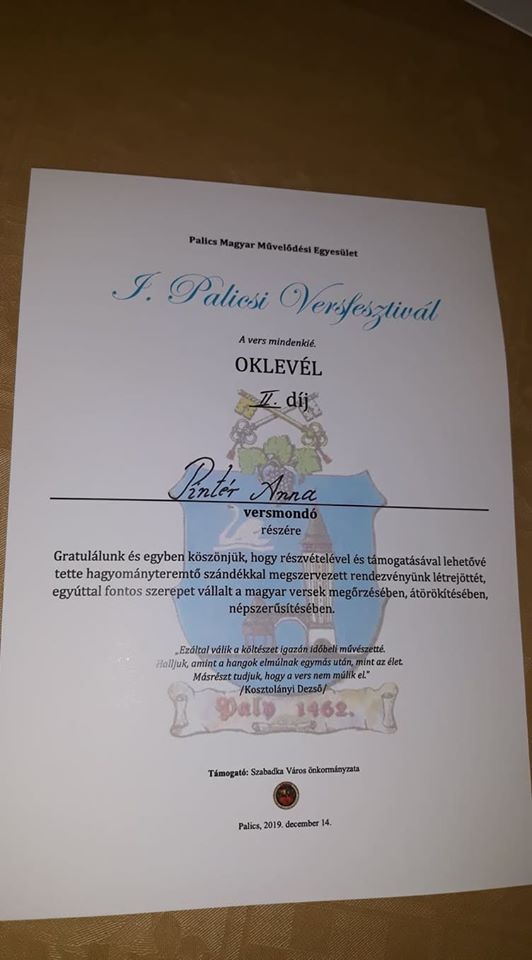 Palics Magyar Művelődési Egyesület
I. Palicsi Versfesztivál
A vers mindenkié.
OKLEVÉL
II. díj
Pintér Anna
versmondó
részére
Gratulálunk és egyben köszönjük, hogy részvételével és támogatásával lehetővé
tette hagyományteremtő szándékkal megszervezett rendezvényünk létrejöttét,
egyúttal fontos szerepet vállalt a magyar versek megőrzésében, átörökítésében,
népszerűsítésében.
„Ezáltal válik a költészet igazán időbeli művészetté.
Halljuk, amint a hangok elmúlnak egymás után, mint az élet.
Másrészt tudjuk, hogy a vers nem múlik el."
/Kosztolányi Dezső/
Paly 1462.
Támogató: Szabadka Város önkormányzata
Palics, 2019. december 14.